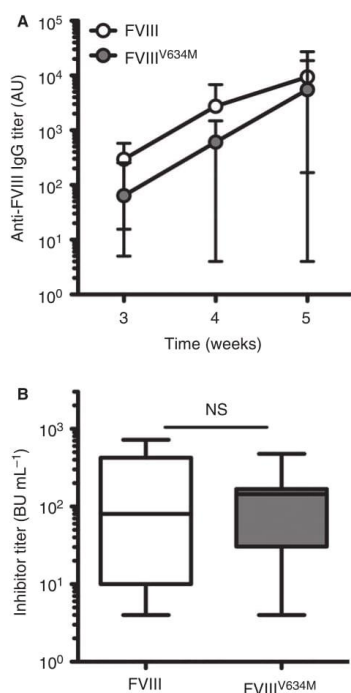 A
FVIII
FVIII^V634M
Anti-FVIII IgG titer (AU)
10^5
10^4
10^3
10^2
10^1
10^0
3 4 5
Time (weeks)
B
NS
Inhibitor titer (BU mL^−1)
10^3
10^2
10^1
10^0
FVIII FVIII^V634M